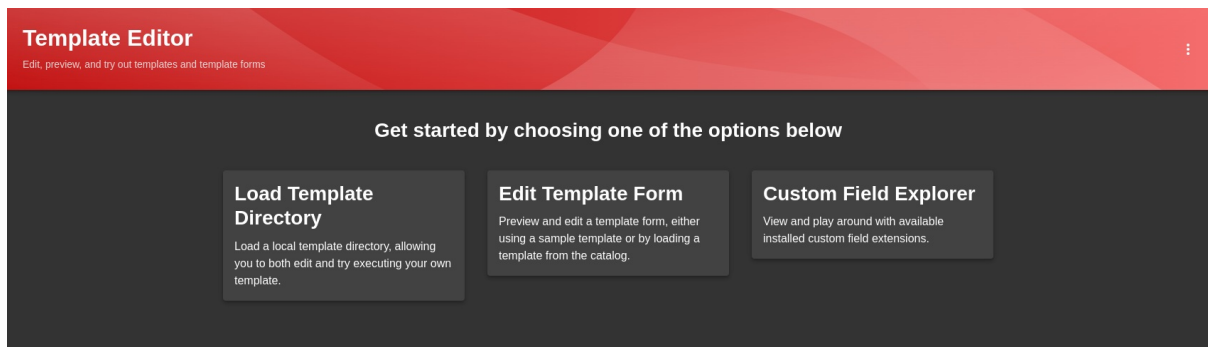 Template Editor
Edit, preview, and try out templates and template forms
Get started by choosing one of the options below
Load Template
Directory
Load a local template directory, allowing
you to both edit and try executing your own
template.
Edit Template Form
Preview and edit a template form, either
using a sample template or by loading a
template from the catalog.
Custom Field Explorer
View and play around with available
installed custom field extensions.